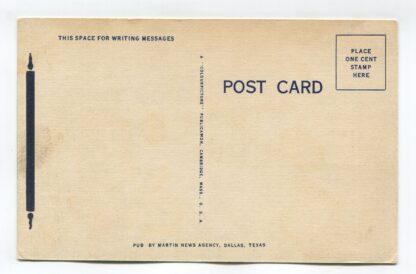 THIS SPACE FOR WRITING MESSAGES
PLACE
ONE CENT
STAMP
HERE
POST CARD
A "COLOURPICTURE" PUBLICATION, CAMBRIDGE, MASS., U. S. A.
PUB BY MARTIN NEWS AGENCY, DALLAS, TEXAS